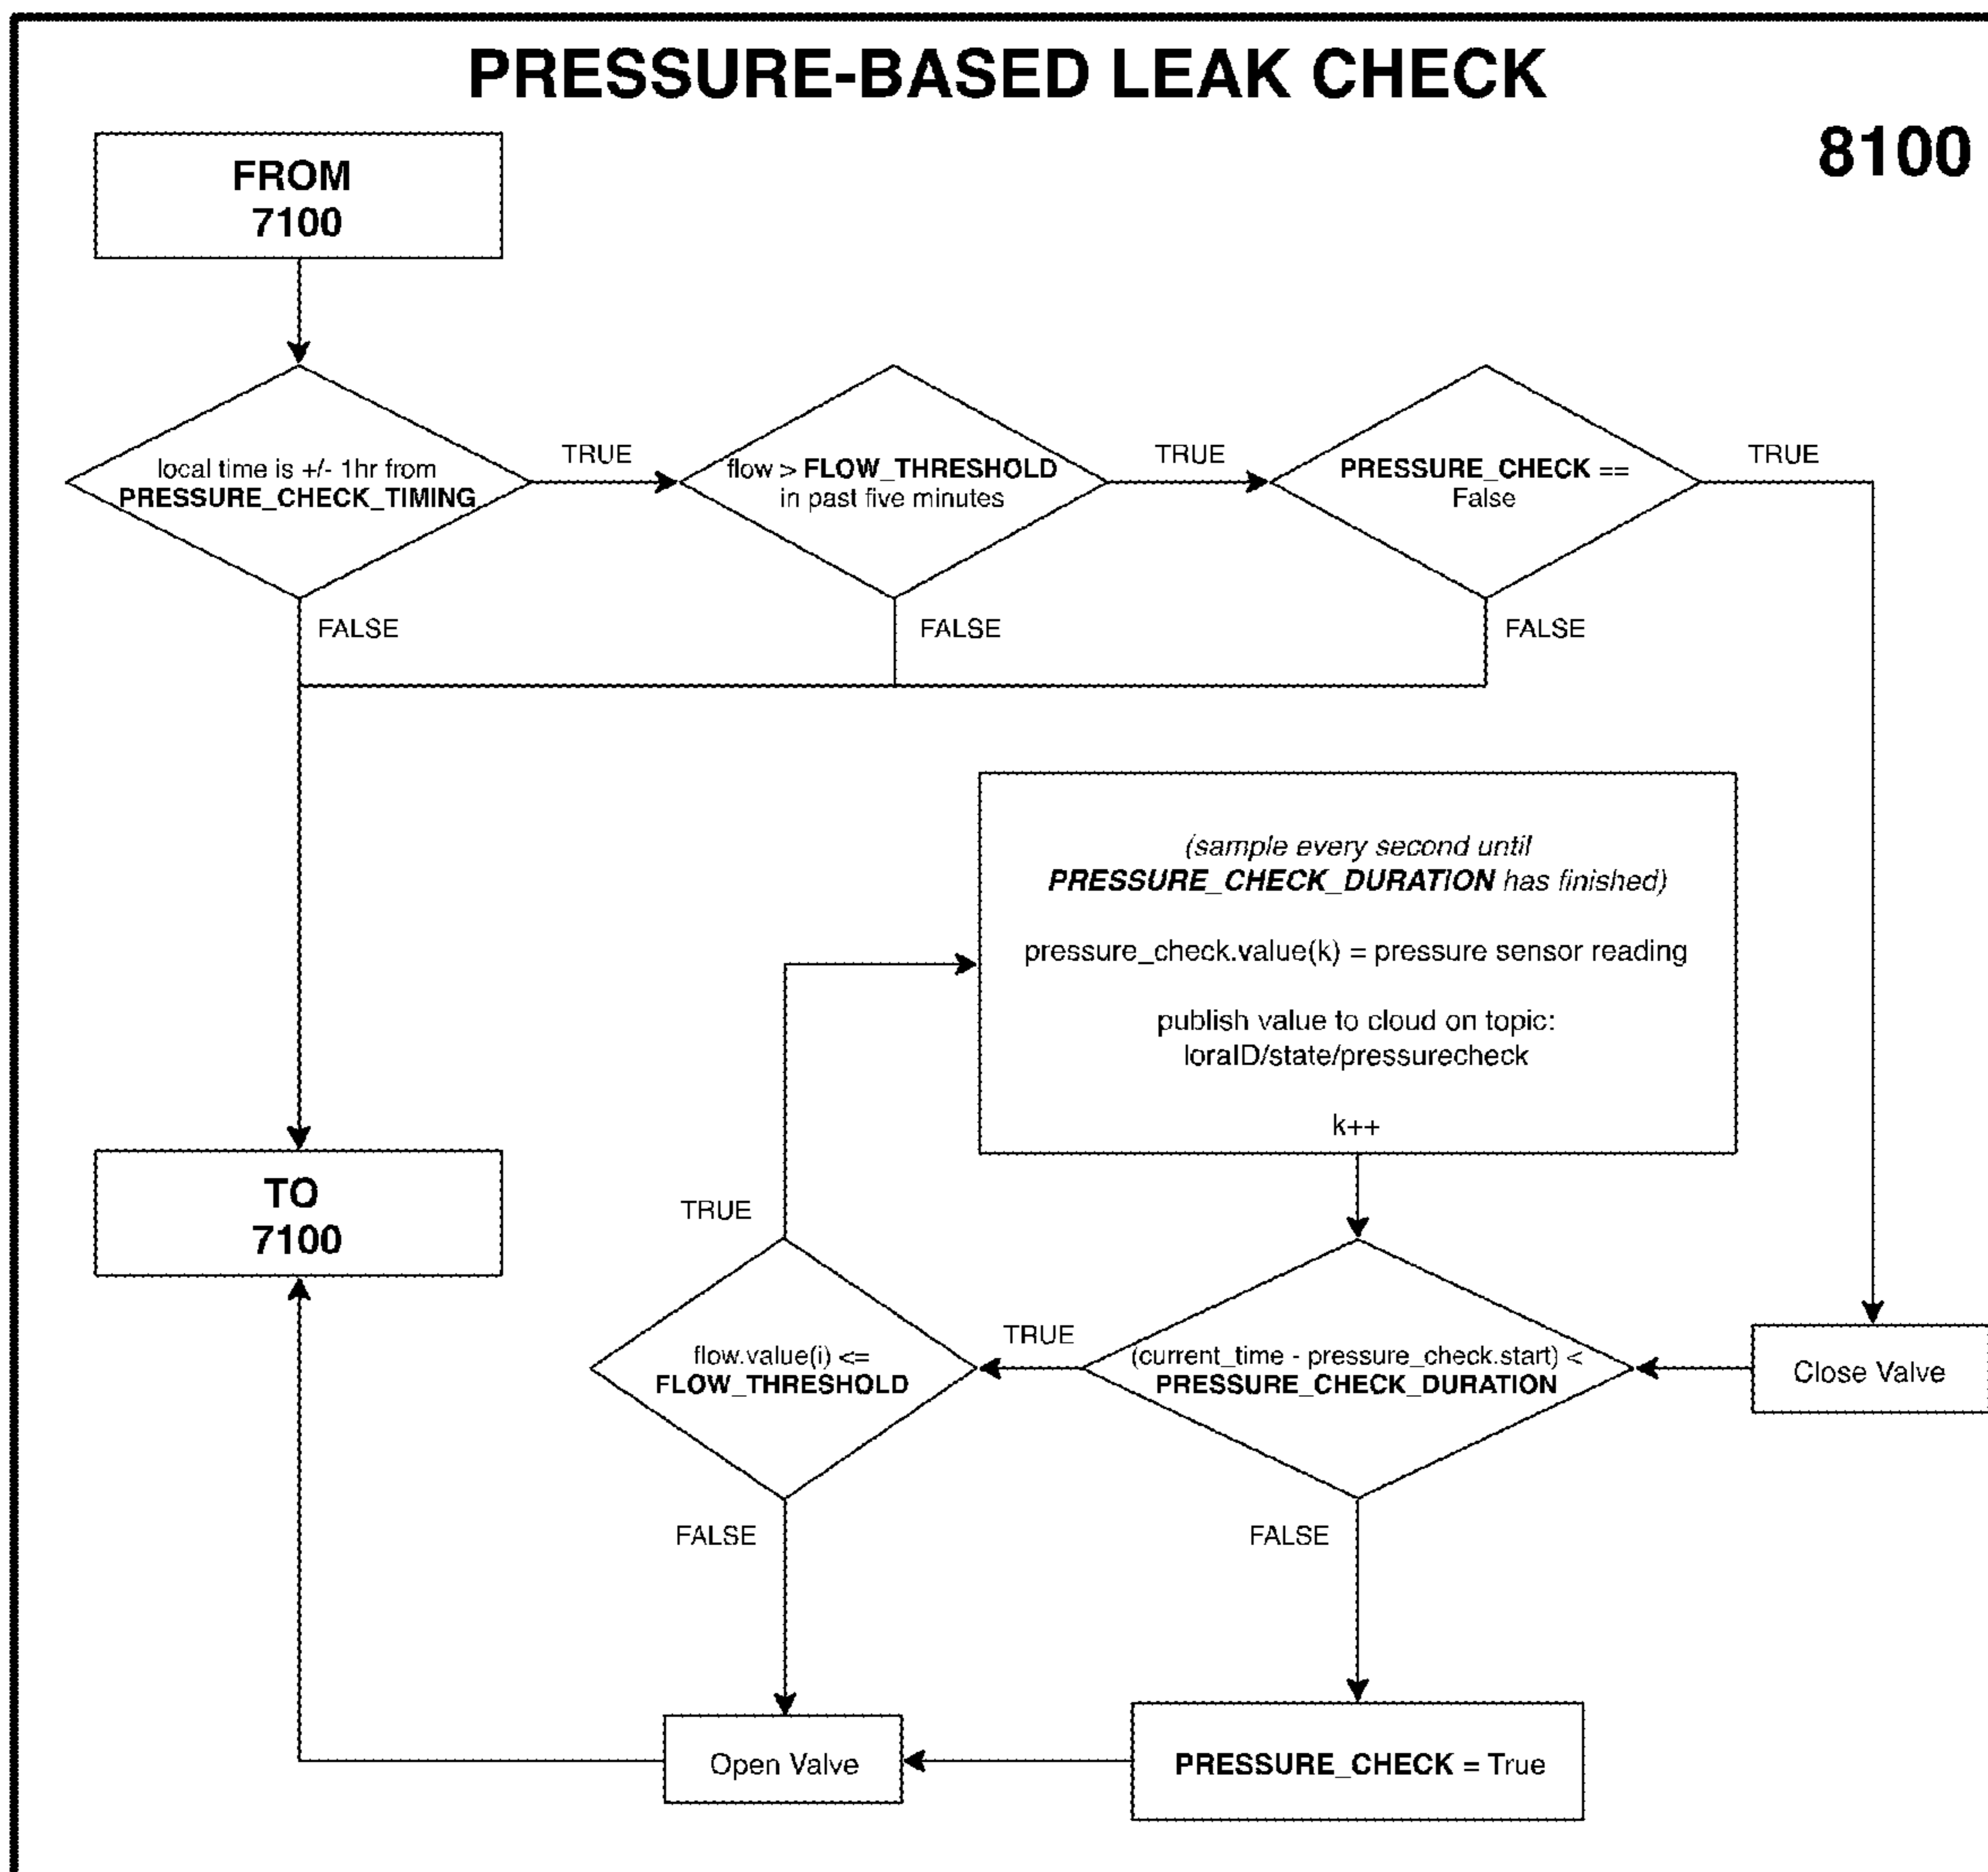 PRESSURE-BASED LEAK CHECK
8100
FROM
7100
local time is +/- 1hr from
PRESSURE_CHECK_TIMING
TRUE
flow > FLOW_THRESHOLD
in past five minutes
TRUE
PRESSURE_CHECK ==
False
TRUE
FALSE
FALSE
FALSE
(sample every second until
PRESSURE_CHECK_DURATION has finished)
pressure_check.value(k) = pressure sensor reading
publish value to cloud on topic:
loraID/state/pressurecheck
k++
TO
7100
TRUE
flow.value(i) <=
FLOW_THRESHOLD
TRUE
(current_time - pressure_check.start) <
PRESSURE_CHECK_DURATION
Close Valve
FALSE
FALSE
Open Valve
PRESSURE_CHECK = True